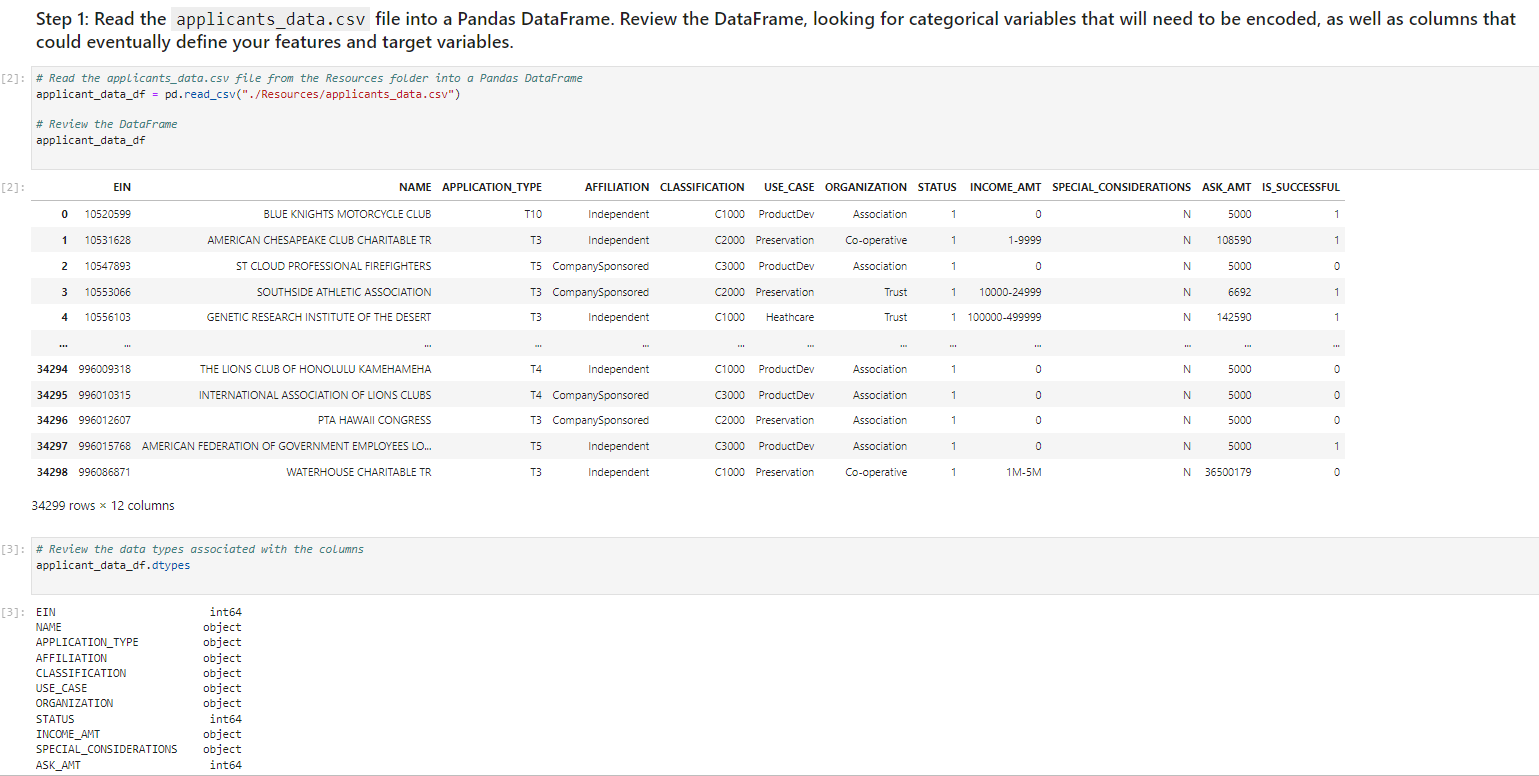 Step 1: Read the applicants_data.csv file into a Pandas DataFrame. Review the DataFrame, looking for categorical variables that will need to be encoded, as well as columns that
could eventually define your features and target variables.
[2]: # Read the applicants_data.csv file from the Resources folder into a Pandas DataFrame
applicant_data_df = pd.read_csv("./Resources/applicants_data.csv")
# Review the DataFrame
applicant_data_df
[2]: EIN NAME APPLICATION_TYPE AFFILIATION CLASSIFICATION USE_CASE ORGANIZATION STATUS INCOME_AMT SPECIAL_CONSIDERATIONS ASK_AMT IS_SUCCESSFUL
0 10520599 BLUE KNIGHTS MOTORCYCLE CLUB T10 Independent C1000 ProductDev Association 1 0 N 5000 1
1 10531628 AMERICAN CHESAPEAKE CLUB CHARITABLE TR T3 Independent C2000 Preservation Co-operative 1 1-9999 N 108590 1
2 10547893 ST CLOUD PROFESSIONAL FIREFIGHTERS T5 CompanySponsored C3000 ProductDev Association 1 0 N 5000 0
3 10553066 SOUTHSIDE ATHLETIC ASSOCIATION T3 CompanySponsored C2000 Preservation Trust 1 10000-24999 N 6692 1
4 10556103 GENETIC RESEARCH INSTITUTE OF THE DESERT T3 Independent C1000 Heathcare Trust 1 100000-499999 N 142590 1
... ... ... ... ... ... ... ... ... ... ... ... ...
34294 996009318 THE LIONS CLUB OF HONOLULU KAMEHAMEHA T4 Independent C1000 ProductDev Association 1 0 N 5000 0
34295 996010315 INTERNATIONAL ASSOCIATION OF LIONS CLUBS T4 CompanySponsored C3000 ProductDev Association 1 0 N 5000 0
34296 996012607 PTA HAWAII CONGRESS T3 CompanySponsored C2000 Preservation Association 1 0 N 5000 0
34297 996015768 AMERICAN FEDERATION OF GOVERNMENT EMPLOYEES LO... T5 Independent C3000 ProductDev Association 1 0 N 5000 1
34298 996086871 WATERHOUSE CHARITABLE TR T3 Independent C1000 Preservation Co-operative 1 1M-5M N 36500179 0
34299 rows × 12 columns
[3]: # Review the data types associated with the columns
applicant_data_df.dtypes
[3]: EIN int64
NAME object
APPLICATION_TYPE object
AFFILIATION object
CLASSIFICATION object
USE_CASE object
ORGANIZATION object
STATUS int64
INCOME_AMT object
SPECIAL_CONSIDERATIONS object
ASK_AMT int64